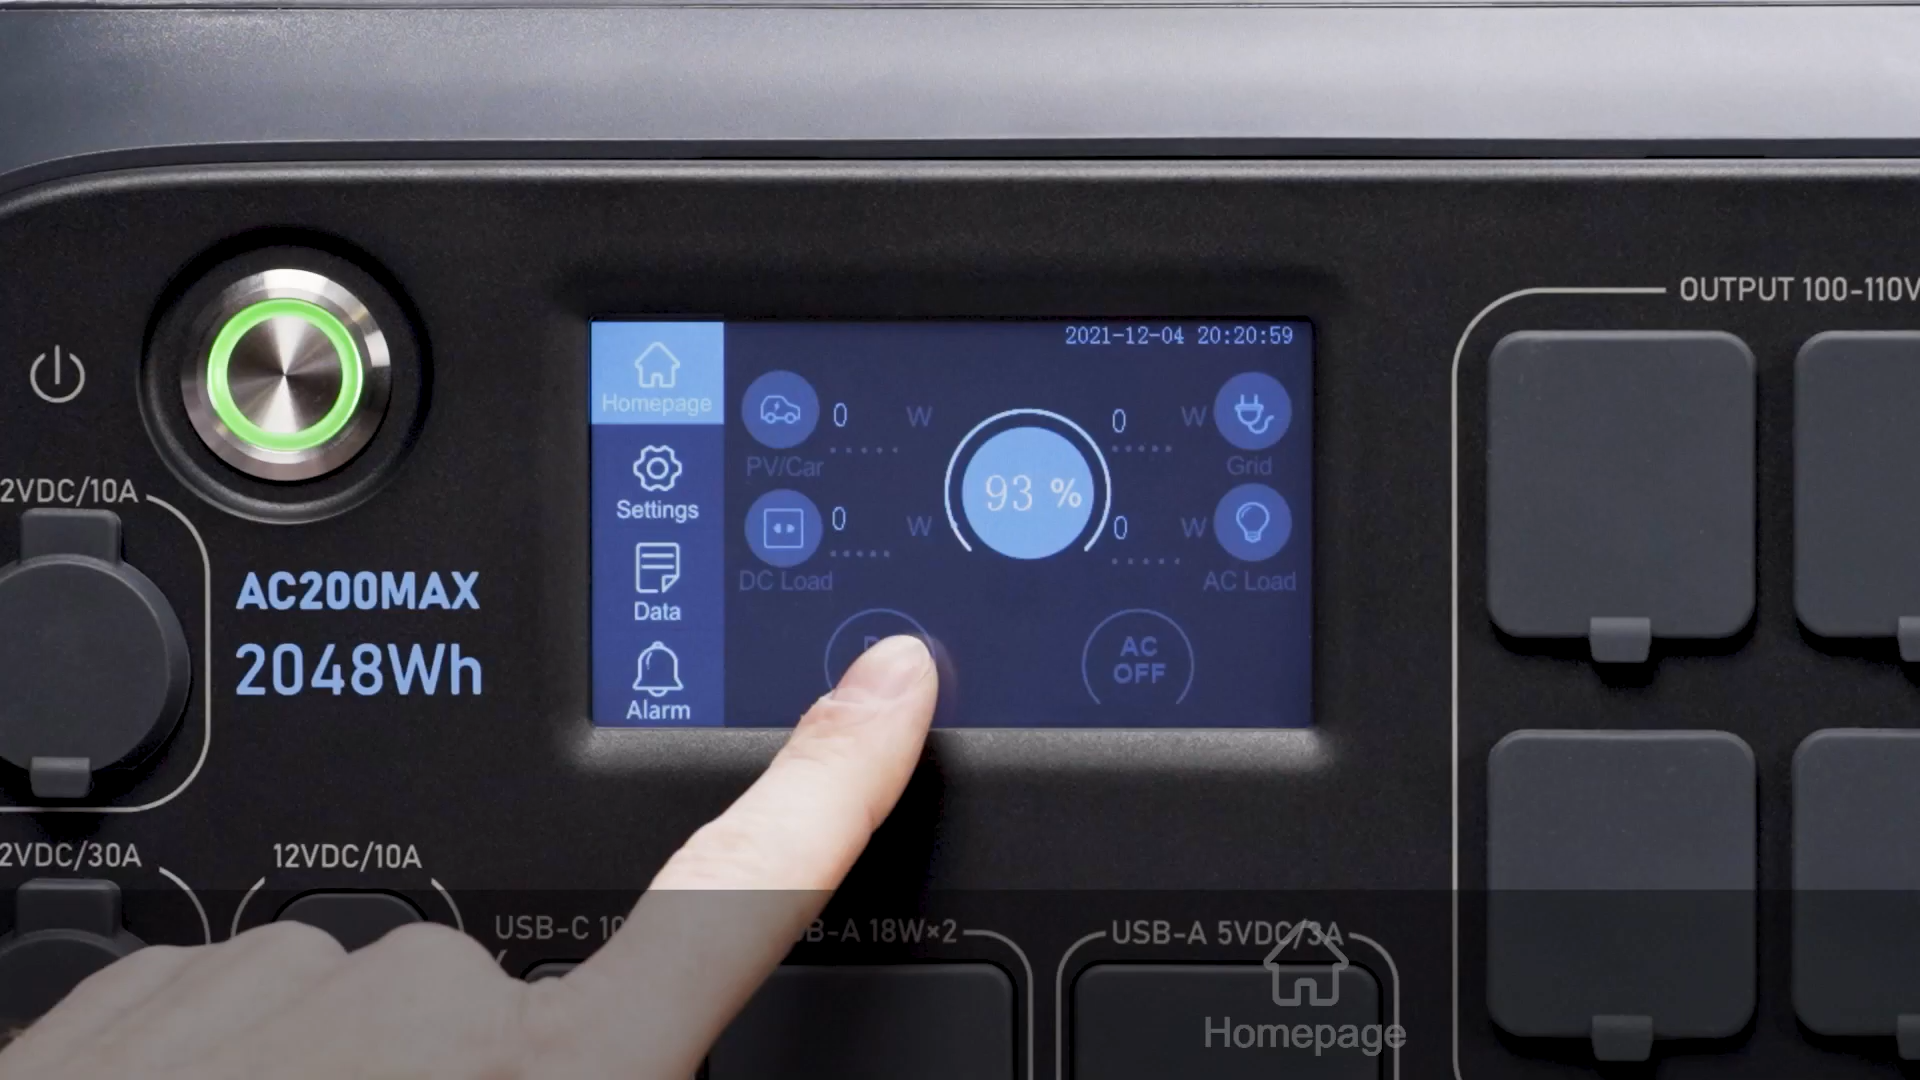 OUTPUT 100-110V
2021-12-04 20:20:59
Homepage
0 W
PV/Car
0 W
Grid
93 %
Settings
0 W
DC Load
0 W
AC Load
Data
AC
OFF
Alarm
2VDC/10A
AC200MAX
2048Wh
2VDC/30A
12VDC/10A
USB-C 10
B-A 18W×2
USB-A 5VDC/3A
Homepage